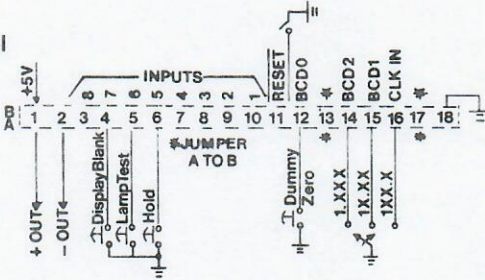 +5V
INPUTS
8 7 6 5 4 3 2 1
RESET
BCD0
*
BCD2
BCD1
CLK IN
*
B
A
1 2 3 4 5 6 7 8 9 10 11 12 13 14 15 16 17 18
*JUMPER
A TO B
*
*
+ OUT
- OUT
DisplayBlank
LampTest
Hold
Dummy
Zero
1.XXX
1X.XX
1XX.X